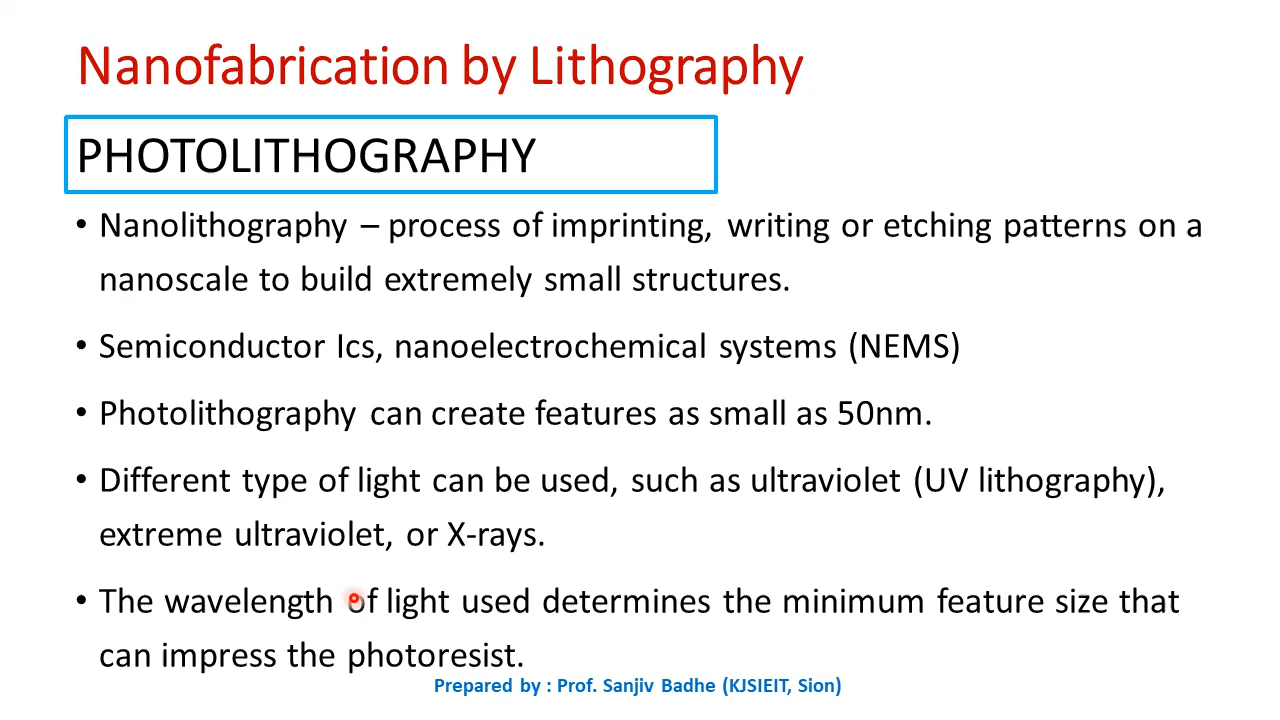 Nanofabrication by Lithography
PHOTOLITHOGRAPHY
• Nanolithography – process of imprinting, writing or etching patterns on a
nanoscale to build extremely small structures.
• Semiconductor Ics, nanoelectrochemical systems (NEMS)
• Photolithography can create features as small as 50nm.
• Different type of light can be used, such as ultraviolet (UV lithography),
extreme ultraviolet, or X-rays.
• The wavelength of light used determines the minimum feature size that
can impress the photoresist.
Prepared by : Prof. Sanjiv Badhe (KJSIEIT, Sion)